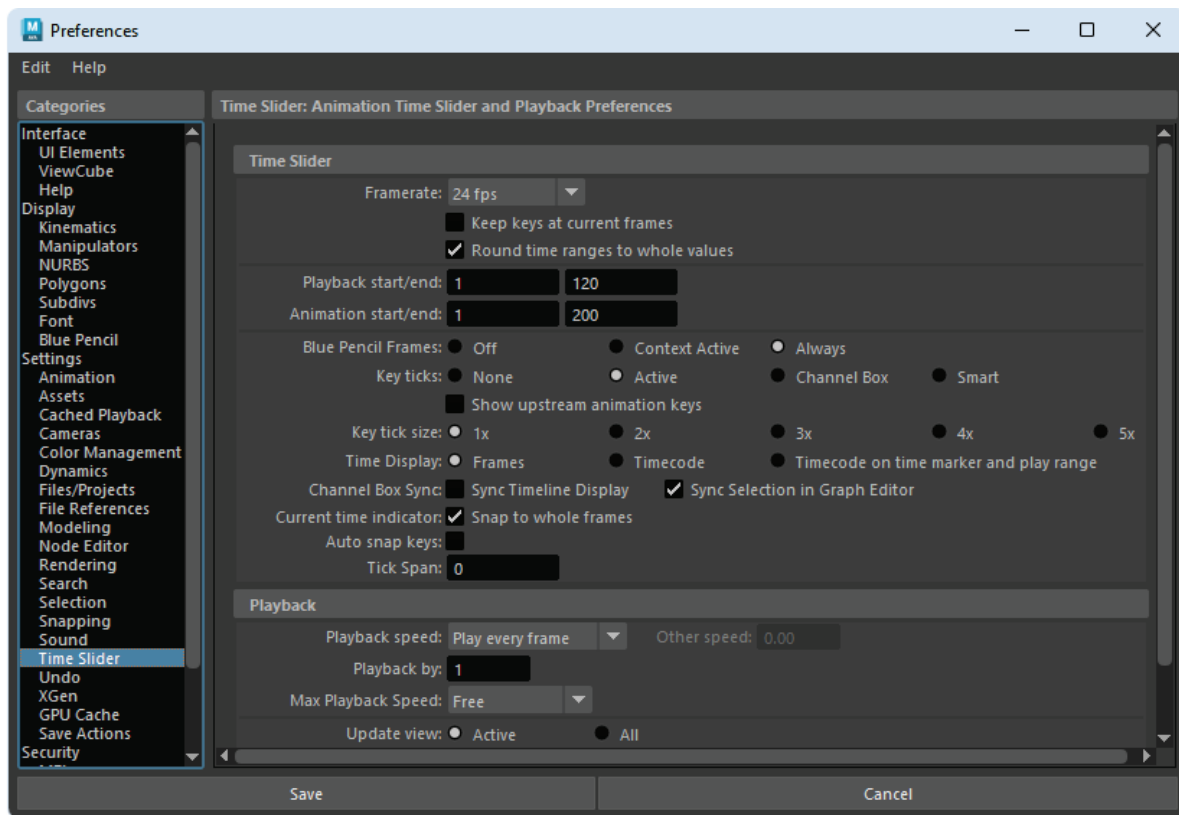 Preferences
Edit Help
Categories
Interface
UI Elements
ViewCube
Help
Display
Kinematics
Manipulators
NURBS
Polygons
Subdivs
Font
Blue Pencil
Settings
Animation
Assets
Cached Playback
Cameras
Color Management
Dynamics
Files/Projects
File References
Modeling
Node Editor
Rendering
Search
Selection
Snapping
Sound
Time Slider
Undo
XGen
GPU Cache
Save Actions
Security
Time Slider: Animation Time Slider and Playback Preferences
Time Slider
Framerate: 24 fps
Keep keys at current frames
Round time ranges to whole values
Playback start/end: 1 120
Animation start/end: 1 200
Blue Pencil Frames: Off Context Active Always
Key ticks: None Active Channel Box Smart
Show upstream animation keys
Key tick size: 1x 2x 3x 4x 5x
Time Display: Frames Timecode Timecode on time marker and play range
Channel Box Sync: Sync Timeline Display Sync Selection in Graph Editor
Current time indicator: Snap to whole frames
Auto snap keys:
Tick Span: 0
Playback
Playback speed: Play every frame Other speed: 0.00
Playback by: 1
Max Playback Speed: Free
Update view: Active All
Save Cancel